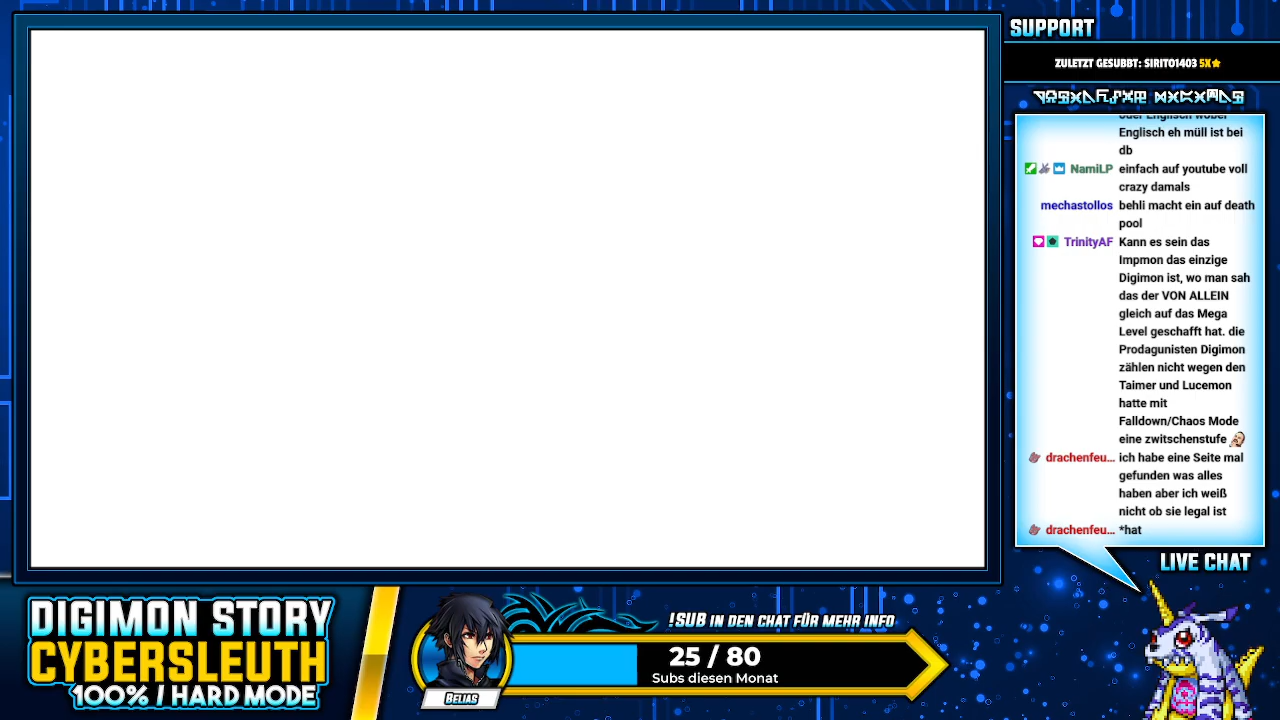 SUPPORT
ZULETZT GESUBBT: SIRITO1403 5X
Englisch eh müll ist bei
db
NamiLP einfach auf youtube voll
crazy damals
mechastollos behli macht ein auf death
pool
TrinityAF Kann es sein das
Impmon das einzige
Digimon ist, wo man sah
das der VON ALLEIN
gleich auf das Mega
Level geschafft hat. die
Prodagunisten Digimon
zählen nicht wegen den
Taimer und Lucemon
hatte mit
Falldown/Chaos Mode
eine zwitschenstufe
drachenfeu... ich habe eine Seite mal
gefunden was alles
haben aber ich weiß
nicht ob sie legal ist
drachenfeu... *hat
LIVE CHAT
DIGIMON STORY
CYBERSLEUTH
100% / HARD MODE
BELIAS
!SUB IN DEN CHAT FÜR MEHR INFO
25 / 80
Subs diesen Monat